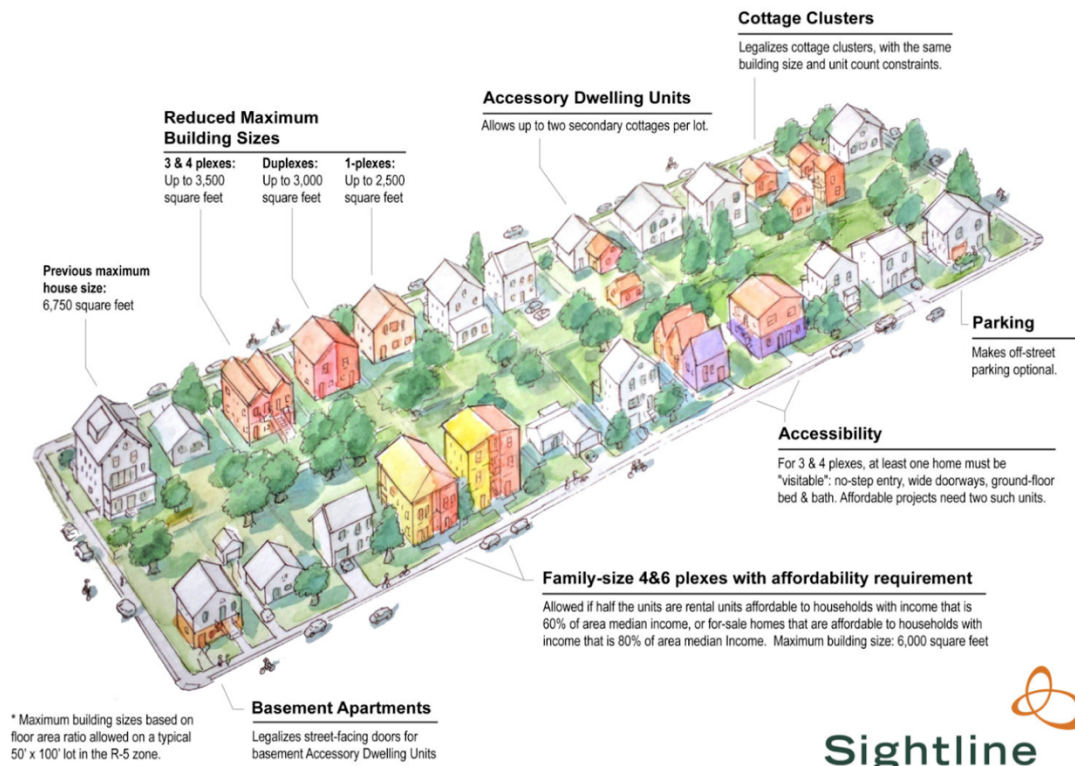 Cottage Clusters
Legalizes cottage clusters, with the same
building size and unit count constraints.
Accessory Dwelling Units
Allows up to two secondary cottages per lot.
Reduced Maximum
Building Sizes
3 & 4 plexes:
Up to 3,500
square feet
Duplexes:
Up to 3,000
square feet
1-plexes:
Up to 2,500
square feet
Previous maximum
house size:
6,750 square feet
Parking
Makes off-street
parking optional.
Accessibility
For 3 & 4 plexes, at least one home must be
"visitable": no-step entry, wide doorways, ground-floor
bed & bath. Affordable projects need two such units.
Family-size 4&6 plexes with affordability requirement
Allowed if half the units are rental units affordable to households with income that is
60% of area median income, or for-sale homes that are affordable to households with
income that is 80% of area median Income.  Maximum building size: 6,000 square feet
Basement Apartments
Legalizes street-facing doors for
basement Accessory Dwelling Units
* Maximum building sizes based on
floor area ratio allowed on a typical
50' x 100' lot in the R-5 zone.
Sightline